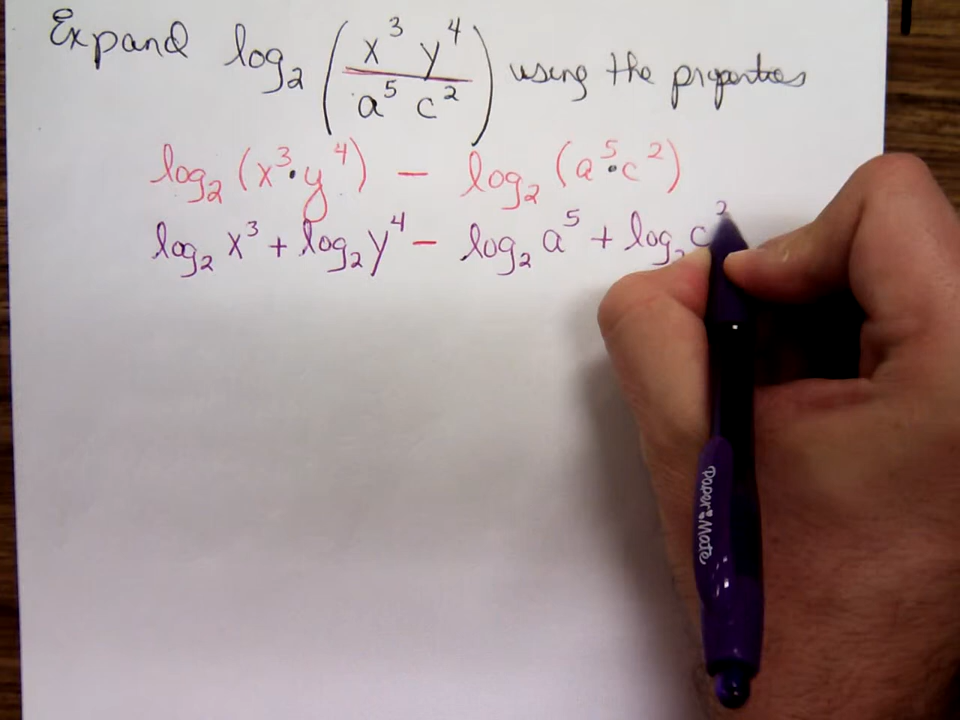 Expand log₂ (x³ y⁴ / a⁵ c²) using the properties
log₂ (x³·y⁴) − log₂ (a⁵·c²)
log₂ x³ + log₂ y⁴ − log₂ a⁵ + log₂ c²
Paper Mate